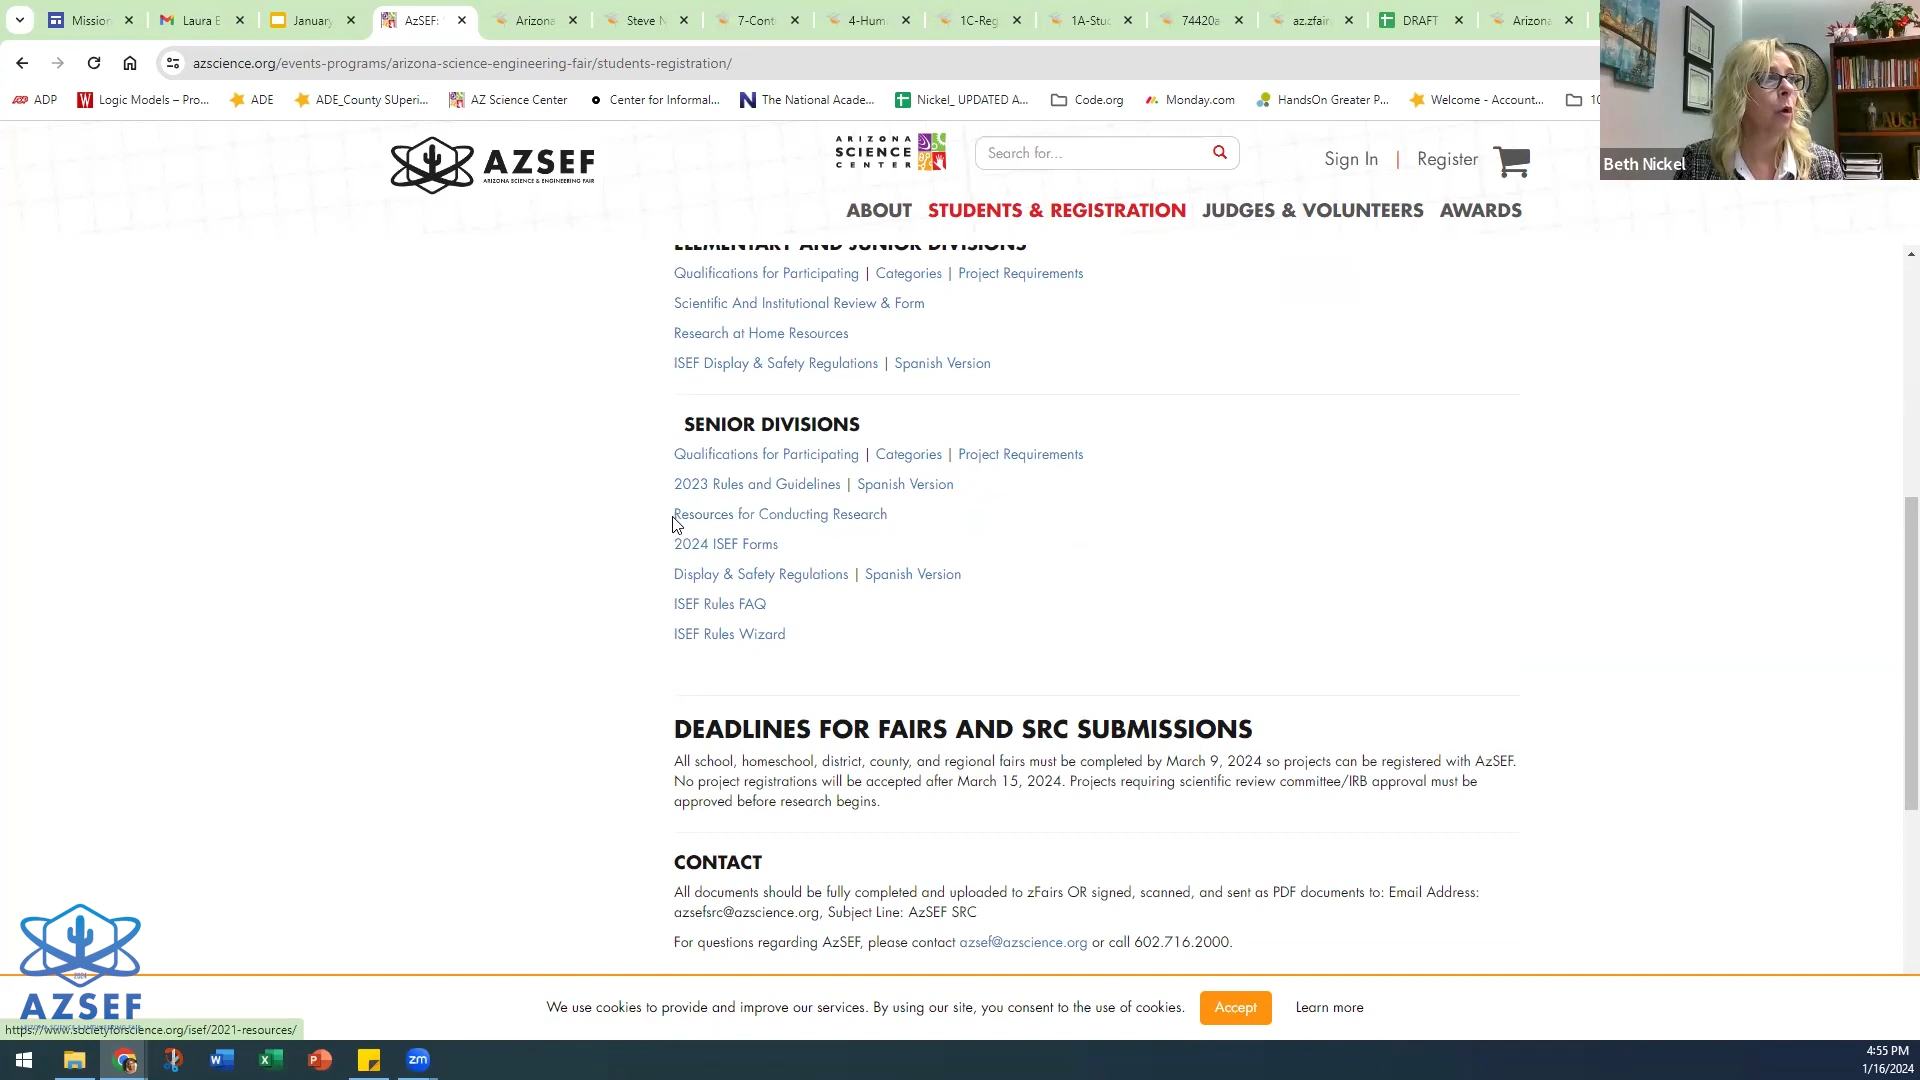 Mission
Laura E
January
AzSEF:
Arizona
Steve N
7-Cont
4-Hum
1C-Reg
1A-Stu
74420a
az.zfair
DRAFT
Arizona
azscience.org/events-programs/arizona-science-engineering-fair/students-registration/
ADP
Logic Models – Pro...
ADE
ADE_County SUperi...
AZ Science Center
Center for Informal...
The National Acade...
Nickel_ UPDATED A...
Code.org
Monday.com
HandsOn Greater P...
Welcome - Account...
10
Beth Nickel
AZSEF
ARIZONA SCIENCE & ENGINEERING FAIR
ARIZONA
SCIENCE
CENTER
Search for...
Sign In | Register
ABOUT STUDENTS & REGISTRATION JUDGES & VOLUNTEERS AWARDS
ELEMENTARY AND JUNIOR DIVISIONS
Qualifications for Participating | Categories | Project Requirements
Scientific And Institutional Review & Form
Research at Home Resources
ISEF Display & Safety Regulations | Spanish Version
SENIOR DIVISIONS
Qualifications for Participating | Categories | Project Requirements
2023 Rules and Guidelines | Spanish Version
Resources for Conducting Research
2024 ISEF Forms
Display & Safety Regulations | Spanish Version
ISEF Rules FAQ
ISEF Rules Wizard
DEADLINES FOR FAIRS AND SRC SUBMISSIONS
All school, homeschool, district, county, and regional fairs must be completed by March 9, 2024 so projects can be registered with AzSEF.
No project registrations will be accepted after March 15, 2024. Projects requiring scientific review committee/IRB approval must be
approved before research begins.
CONTACT
All documents should be fully completed and uploaded to zFairs OR signed, scanned, and sent as PDF documents to: Email Address:
azsefsrc@azscience.org, Subject Line: AzSEF SRC
For questions regarding AzSEF, please contact azsef@azscience.org or call 602.716.2000.
2024
AZSEF
We use cookies to provide and improve our services. By using our site, you consent to the use of cookies.
Accept
Learn more
https://www.societyforscience.org/isef/2021-resources/
zm
4:55 PM
1/16/2024